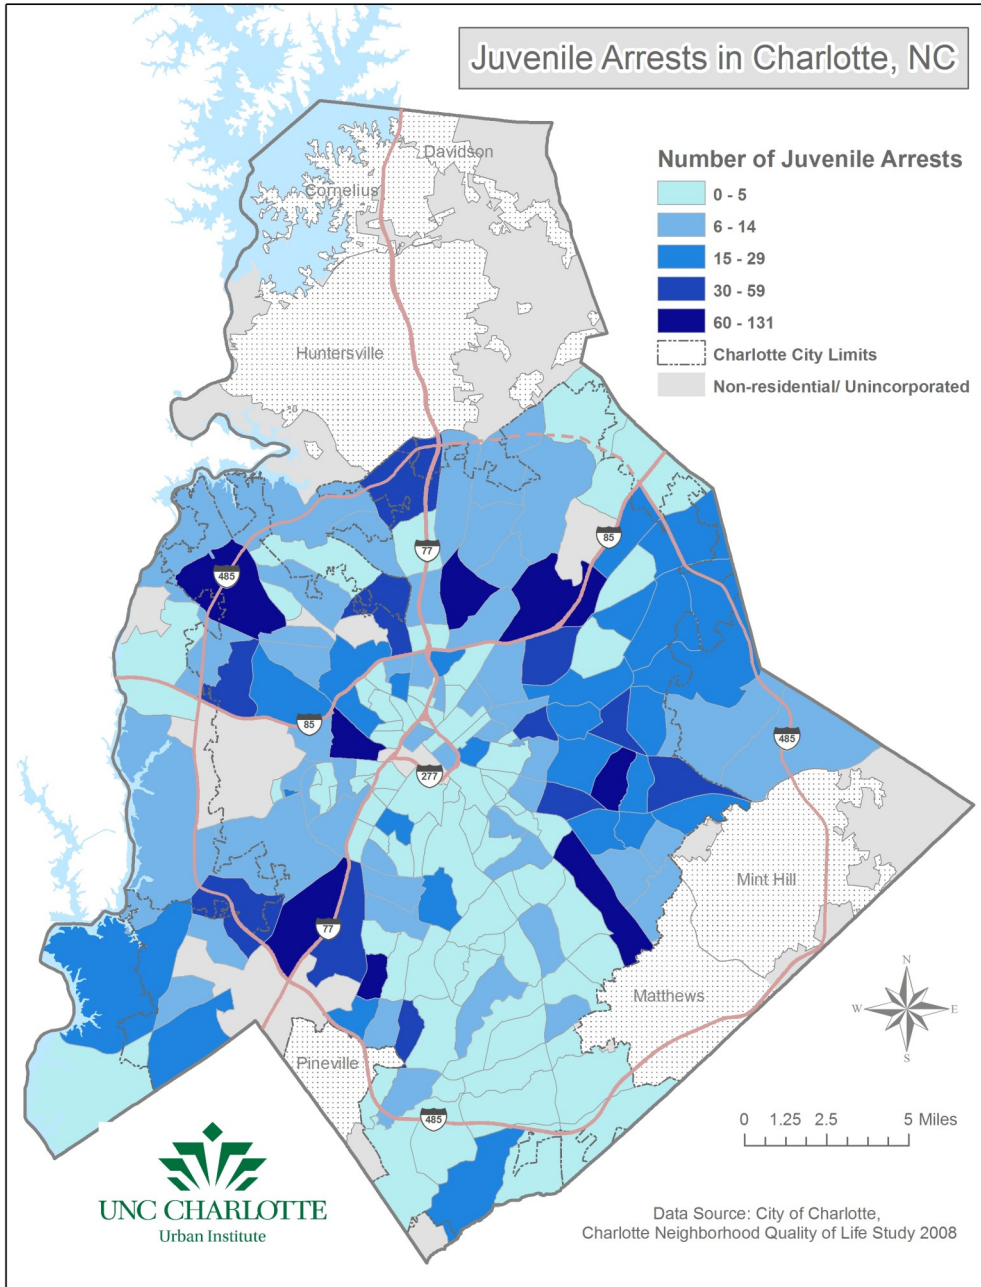 Juvenile Arrests in Charlotte, NC
Davidson
Cornelius
Number of Juvenile Arrests
0 - 5
6 - 14
15 - 29
30 - 59
60 - 131
Charlotte City Limits
Non-residential/ Unincorporated
Huntersville
77
85
485
85
485
277
Mint Hill
77
Matthews
N
W E
S
Pineville
485
0 1.25 2.5 5 Miles
UNC CHARLOTTE
Urban Institute
Data Source: City of Charlotte,
Charlotte Neighborhood Quality of Life Study 2008